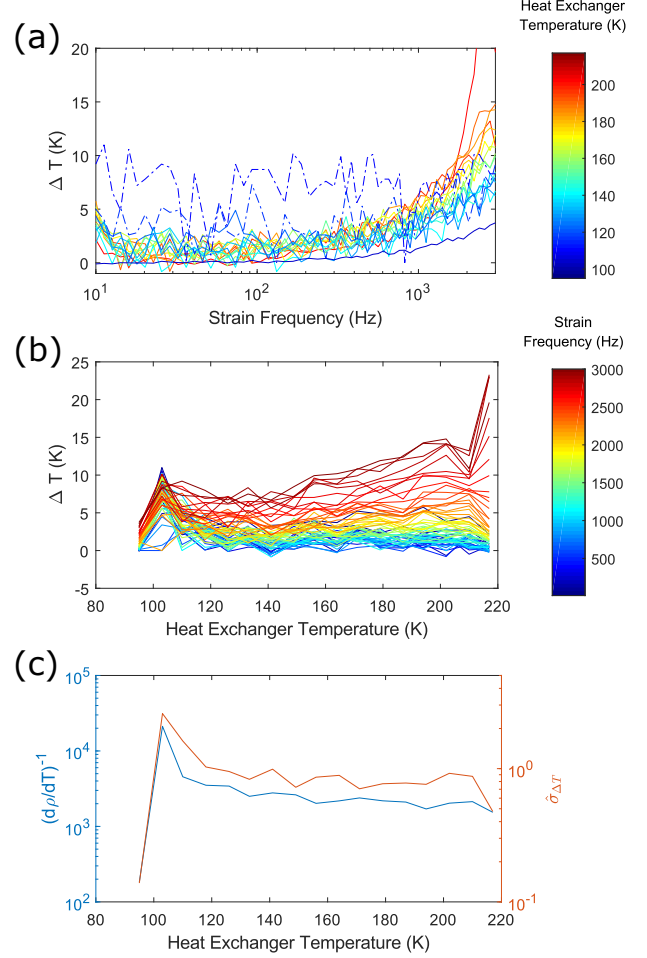 (a)
Heat Exchanger
Temperature (K)
20
15
10
5
0
Δ T (K)
10^1
10^2
10^3
Strain Frequency (Hz)
200
180
160
140
120
100
(b)
Strain
Frequency (Hz)
25
20
15
10
5
0
-5
Δ T (K)
80 100 120 140 160 180 200 220
Heat Exchanger Temperature (K)
3000
2500
2000
1500
1000
500
(c)
10^5
10^4
10^3
10^2
(dρ/dT)^-1
10^0
10^-1
σ̂_ΔT
80 100 120 140 160 180 200 220
Heat Exchanger Temperature (K)